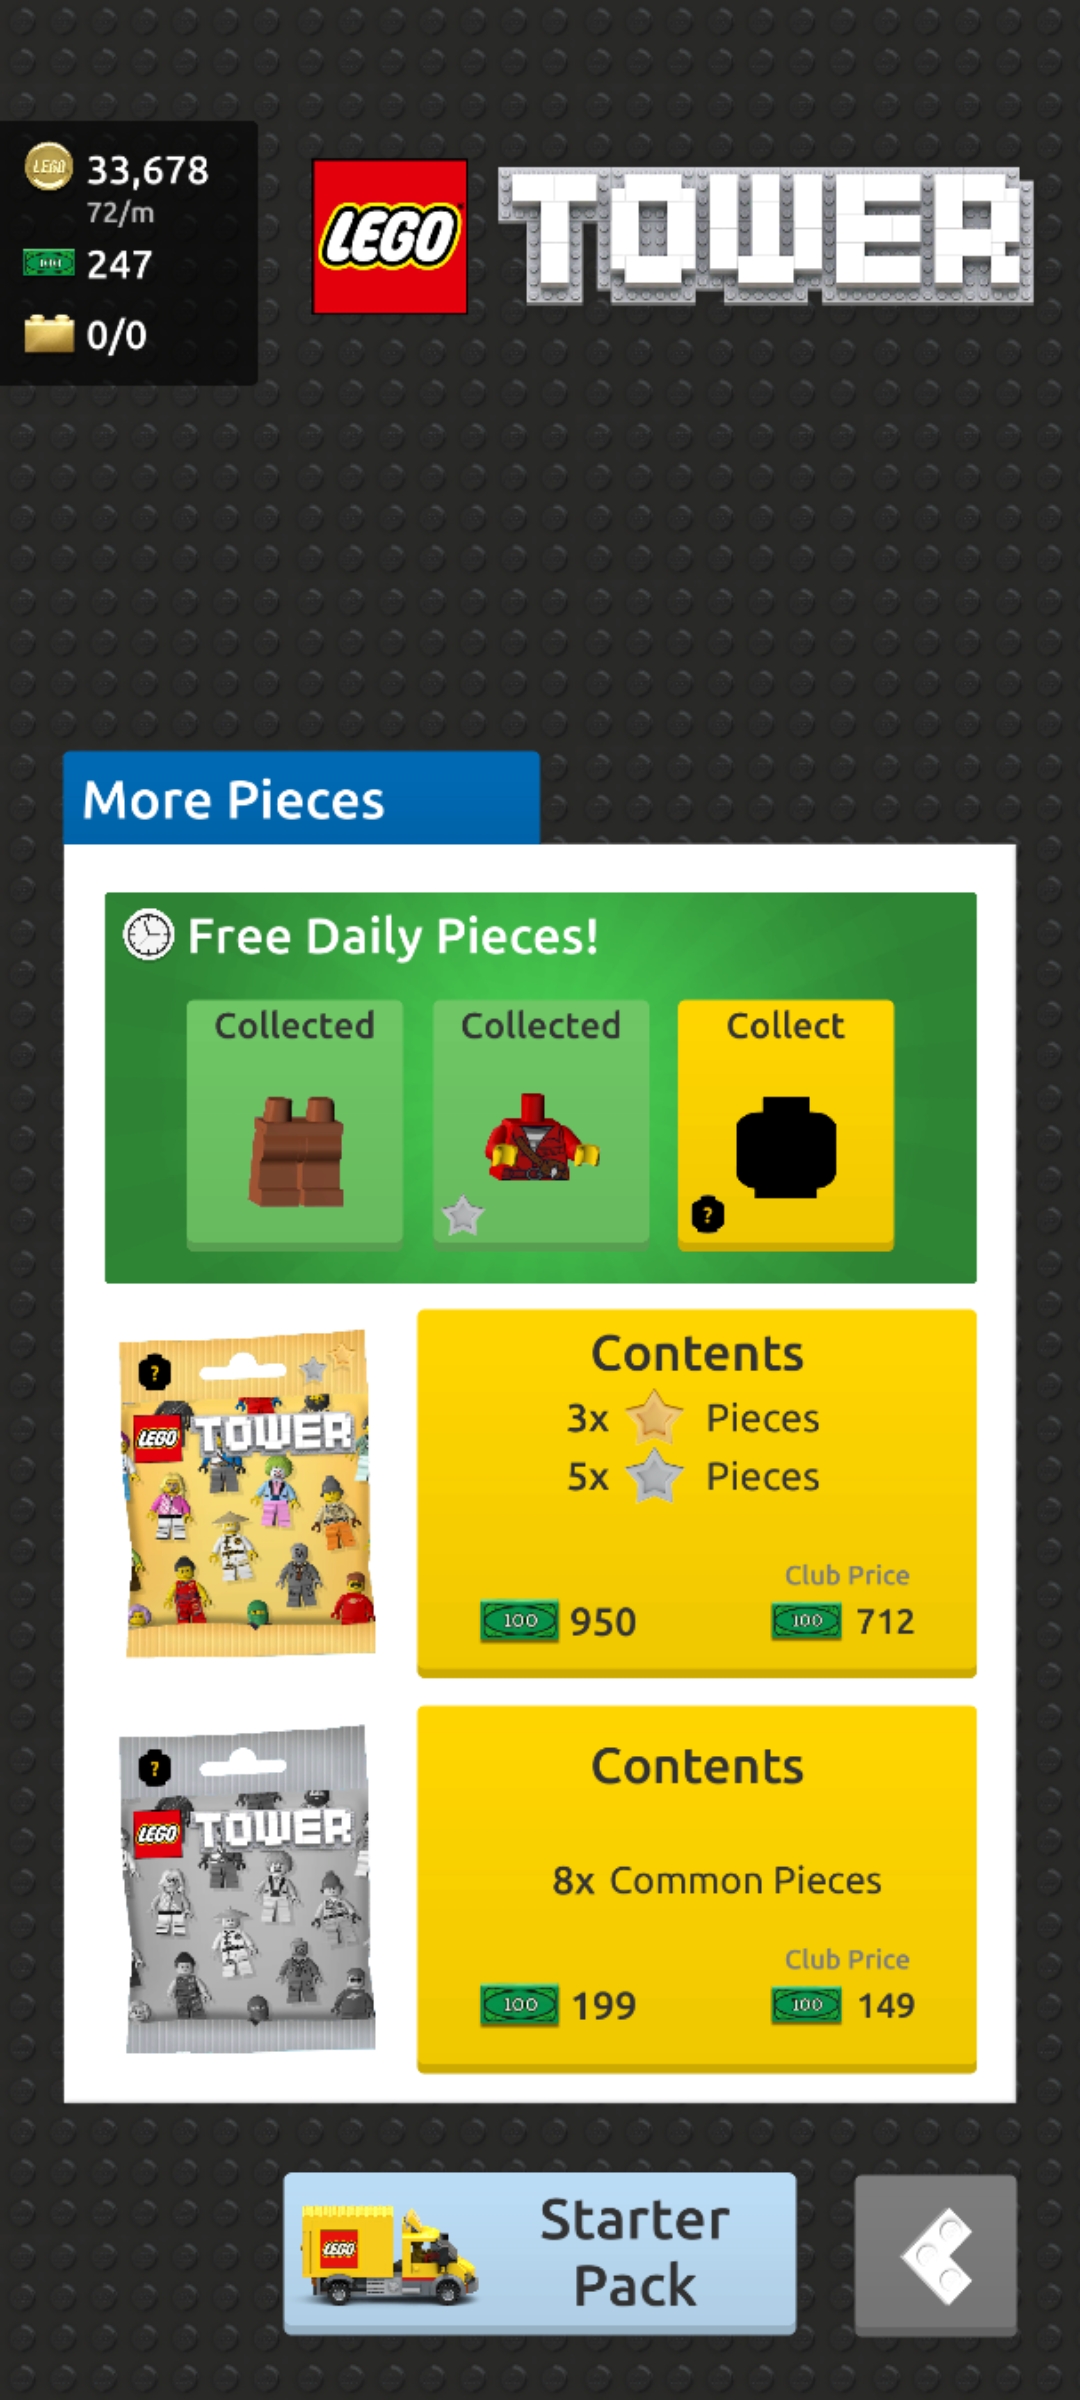 LEGO
33,678
72/m
247
0/0
LEGO TOWER
More Pieces
Free Daily Pieces!
Collected
Collected
Collect
?
?
LEGO TOWER
Contents
3x Pieces
5x Pieces
Club Price
100 950
100 712
?
LEGO TOWER
Contents
8x Common Pieces
Club Price
100 199
100 149
LEGO
Starter
Pack